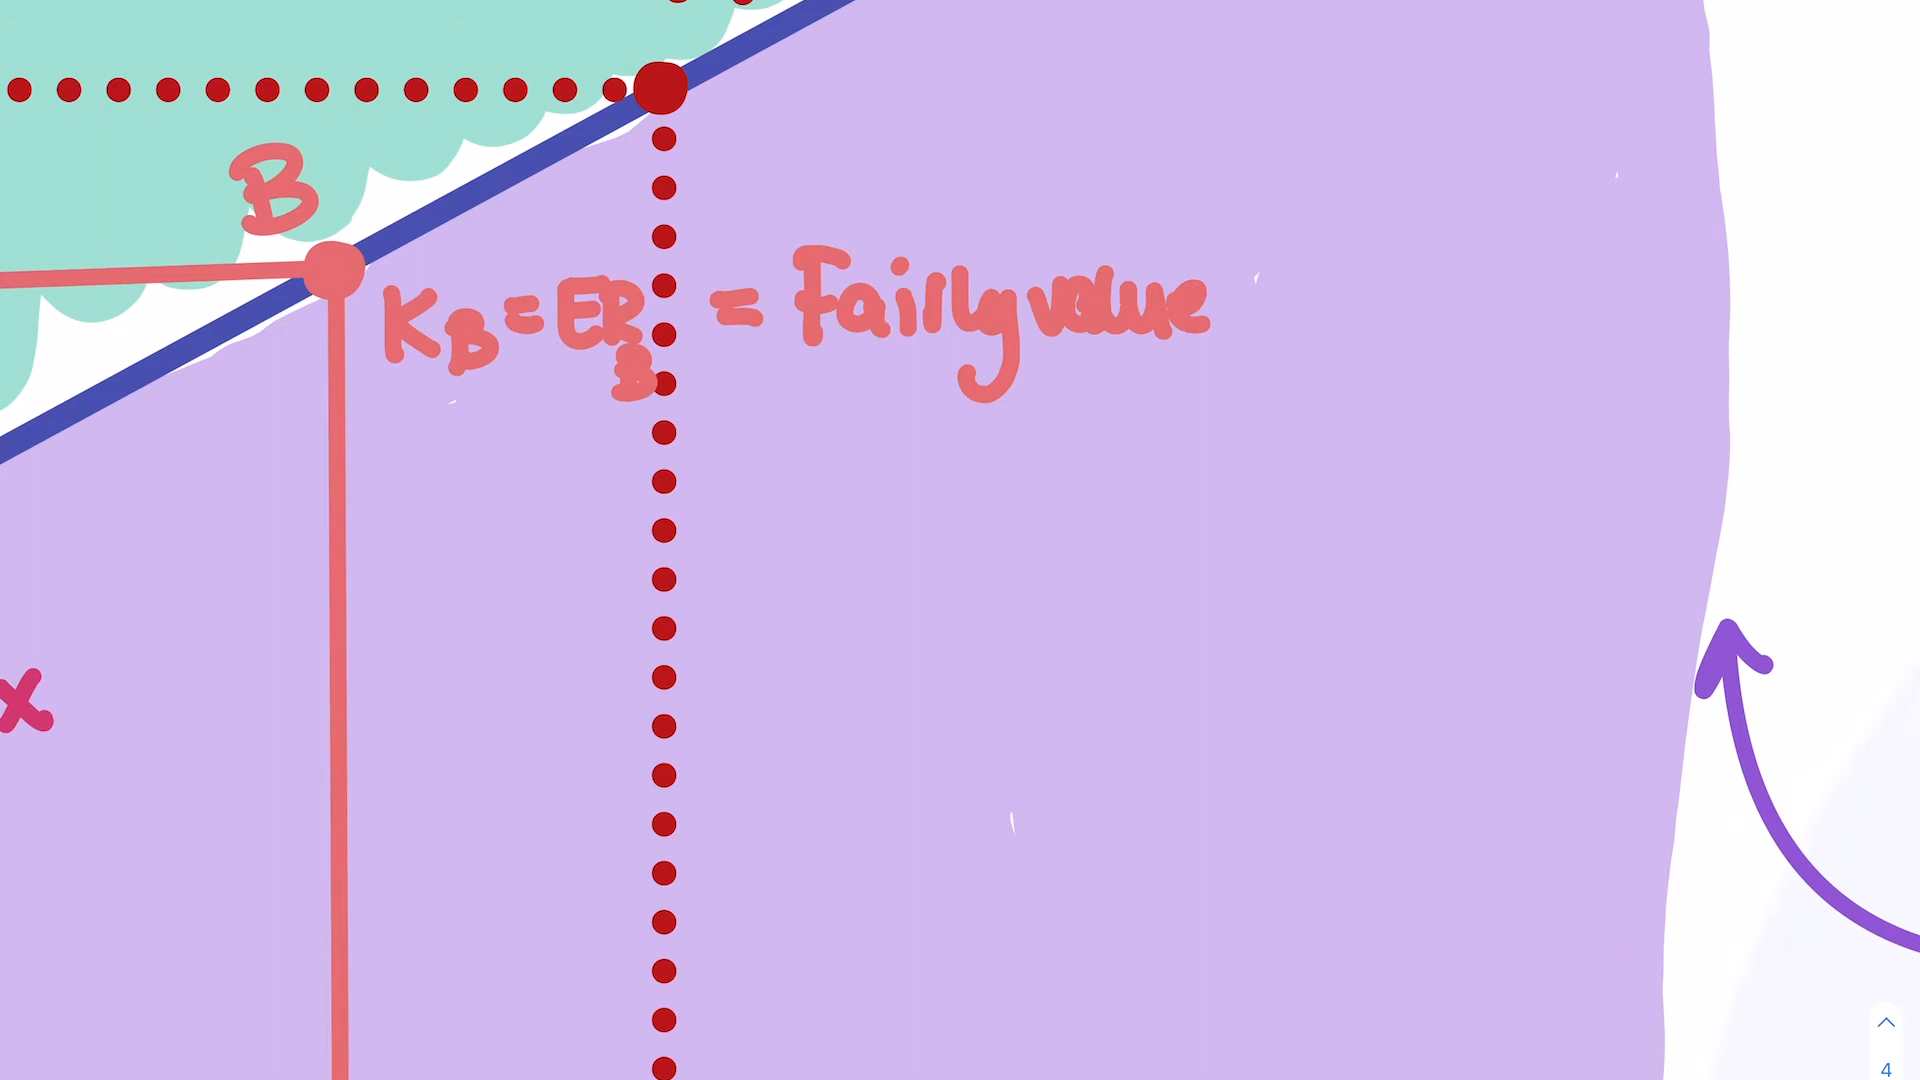 B
K_B = ER_B = Fairly value
X
4